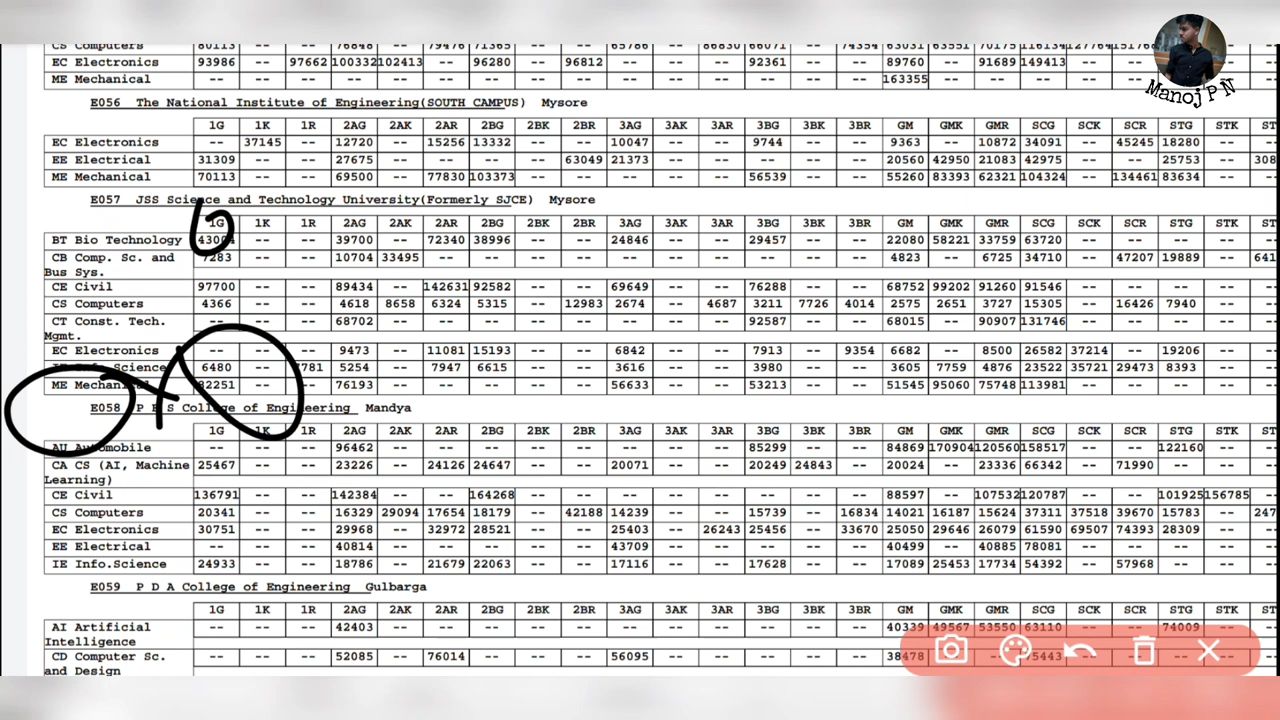 CS Computers 80113 -- -- 76848 -- 79476 71365 -- -- 65786 -- 86830 66071 -- 74354 63031 63551 70175 116134 127764
EC Electronics 93986 -- 97662 100332 102413 -- 96280 -- 96812 -- -- -- 92361 -- -- 89760 -- 91689 149413 --
ME Mechanical -- -- -- -- -- -- -- -- -- -- -- -- -- -- -- 163355 -- -- -- --
Manoj P N
E056 The National Institute of Engineering(SOUTH CAMPUS) Mysore
1G 1K 1R 2AG 2AK 2AR 2BG 2BK 2BR 3AG 3AK 3AR 3BG 3BK 3BR GM GMK GMR SCG SCK SCR STG STK ST
EC Electronics -- 37145 -- 12720 -- 15256 13332 -- -- 10047 -- -- 9744 -- -- 9363 -- 10872 34091 -- 45245 18280 -- --
EE Electrical 31309 -- -- 27675 -- -- -- -- 63049 21373 -- -- -- -- -- 20560 42950 21083 42975 -- -- 25753 -- 308
ME Mechanical 70113 -- -- 69500 -- 77830 103373 -- -- -- -- -- 56539 -- -- 55260 83393 62321 104324 -- 134461 83634 -- --
E057 JSS Science and Technology University(Formerly SJCE) Mysore
1G 1K 1R 2AG 2AK 2AR 2BG 2BK 2BR 3AG 3AK 3AR 3BG 3BK 3BR GM GMK GMR SCG SCK SCR STG STK ST
BT Bio Technology -- -- 39700 -- 72340 38996 -- -- 24846 -- -- 29457 -- -- 22080 58221 33759 63720 -- -- -- -- --
CB Comp. Sc. and 7283 -- -- 10704 33495 -- -- -- -- -- -- -- -- -- -- 4823 -- 6725 34710 -- 47207 19889 -- 641
Bus Sys.
CE Civil 97700 -- -- 89434 -- 142631 92582 -- -- 69649 -- -- 76288 -- -- 68752 99202 91260 91546 -- -- -- -- --
CS Computers 4366 -- -- 4618 8658 6324 5315 -- 12983 2674 -- 4687 3211 7726 4014 2575 2651 3727 15305 -- 16426 7940 -- --
CT Const. Tech. -- -- -- 68702 -- -- -- -- -- -- -- -- 92587 -- -- 68015 -- 90907 131746 -- -- -- -- --
Mgmt.
EC Electronics -- -- -- 9473 -- 11081 15193 -- -- 6842 -- -- 7913 -- 9354 6682 -- 8500 26582 37214 -- 19206 -- --
IE Info.Science 6480 -- 5254 -- 7947 6615 -- -- 3616 -- -- 3980 -- -- 3605 7759 4876 23522 35721 29473 8393 -- --
ME Mechanical 82251 -- -- 76193 -- -- -- -- -- 56633 -- -- 53213 -- -- 51545 95060 75748 113981 -- -- -- -- --
E058 P E S College of Engineering Mandya
1G 1K 1R 2AG 2AK 2AR 2BG 2BK 2BR 3AG 3AK 3AR 3BG 3BK 3BR GM GMK GMR SCG SCK SCR STG STK ST
AU Automobile -- -- -- 96462 -- -- -- -- -- -- -- -- 85299 -- -- 84869 170904 120560 158517 -- -- 122160 -- --
CA CS (AI, Machine 25467 -- -- 23226 -- 24126 24647 -- -- 20071 -- -- 20249 24843 -- 20024 -- 23336 66342 -- 71990 -- -- --
Learning)
CE Civil 136791 -- -- 142384 -- -- 164268 -- -- -- -- -- -- -- -- 88597 -- 107532 120787 -- -- 101925 156785 --
CS Computers 20341 -- -- 16329 29094 17654 18179 -- 42188 14239 -- -- 15739 -- 16834 14021 16187 15624 37311 37518 39670 15783 -- 247
EC Electronics 30751 -- -- 29968 -- 32972 28521 -- -- 25403 -- 26243 25456 -- 33670 25050 29646 26079 61590 69507 74393 28309 -- --
EE Electrical -- -- -- 40814 -- -- -- -- -- 43709 -- -- -- -- -- 40499 -- 40885 78081 -- -- -- -- --
IE Info.Science 24933 -- -- 18786 -- 21679 22063 -- -- 17116 -- -- 17628 -- -- 17089 25453 17734 54392 -- 57968 -- -- --
E059 P D A College of Engineering Gulbarga
1G 1K 1R 2AG 2AK 2AR 2BG 2BK 2BR 3AG 3AK 3AR 3BG 3BK 3BR GM GMK GMR SCG SCK SCR STG STK ST
AI Artificial -- -- -- 42403 -- -- -- -- -- -- -- -- -- -- -- 40339 49567 53550 63110 -- -- 74009 -- --
Intelligence
CD Computer Sc. -- -- -- 52085 -- 76014 -- -- -- 56095 -- -- -- -- -- 38478 -- 75443 -- -- -- -- --
and Design